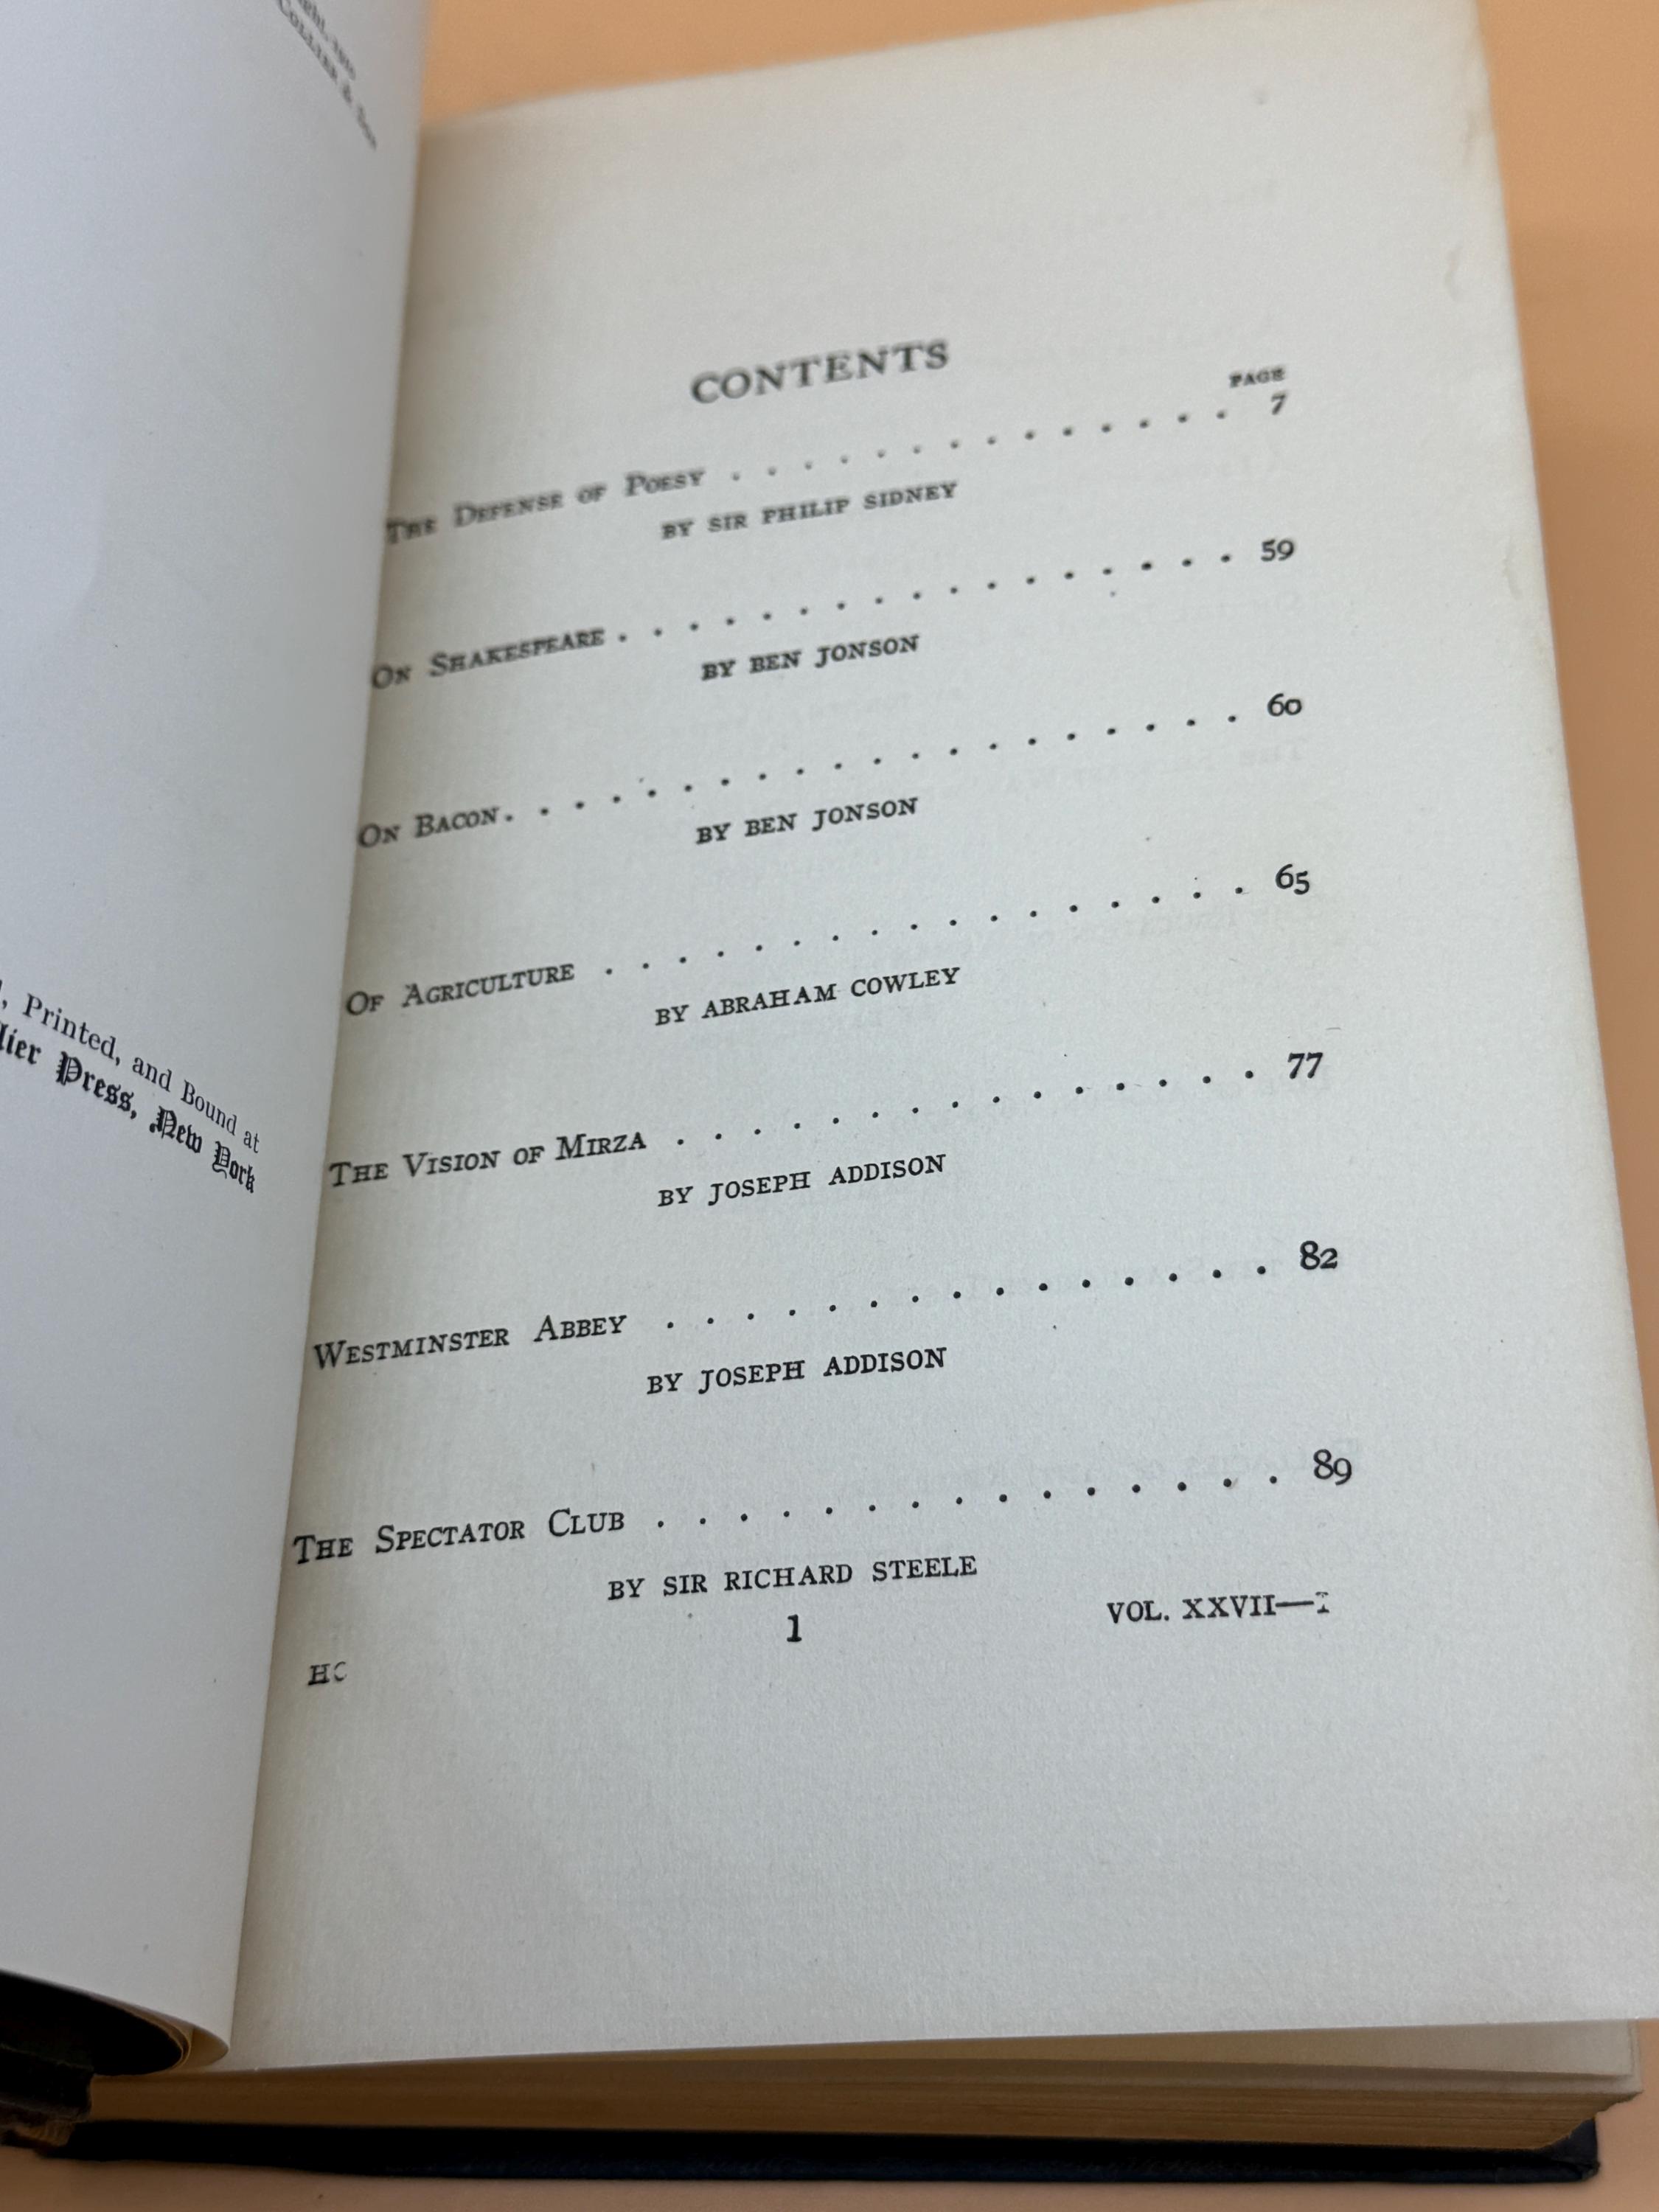 Collier & Son
, Printed, and Bound at
lier Press, New York
CONTENTS
PAGE
The Defense of Poesy . . . . . . . . . . . . . . 7
BY SIR PHILIP SIDNEY
On Shakespeare . . . . . . . . . . . . . . . . . 59
BY BEN JONSON
On Bacon . . . . . . . . . . . . . . . . . . . . 60
BY BEN JONSON
Of Agriculture . . . . . . . . . . . . . . . . . 65
BY ABRAHAM COWLEY
The Vision of Mirza . . . . . . . . . . . . . . . 77
BY JOSEPH ADDISON
Westminster Abbey . . . . . . . . . . . . . . . 82
BY JOSEPH ADDISON
The Spectator Club . . . . . . . . . . . . . . . 89
BY SIR RICHARD STEELE
1
VOL. XXVII—1
HC